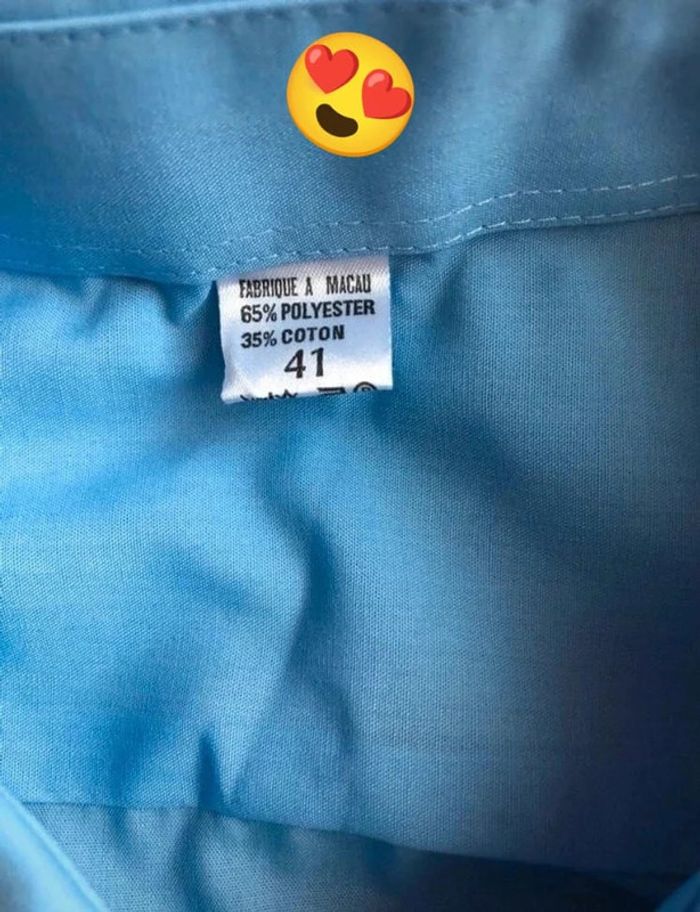 FABRIQUE A MACAU
65% POLYESTER
35% COTON
41